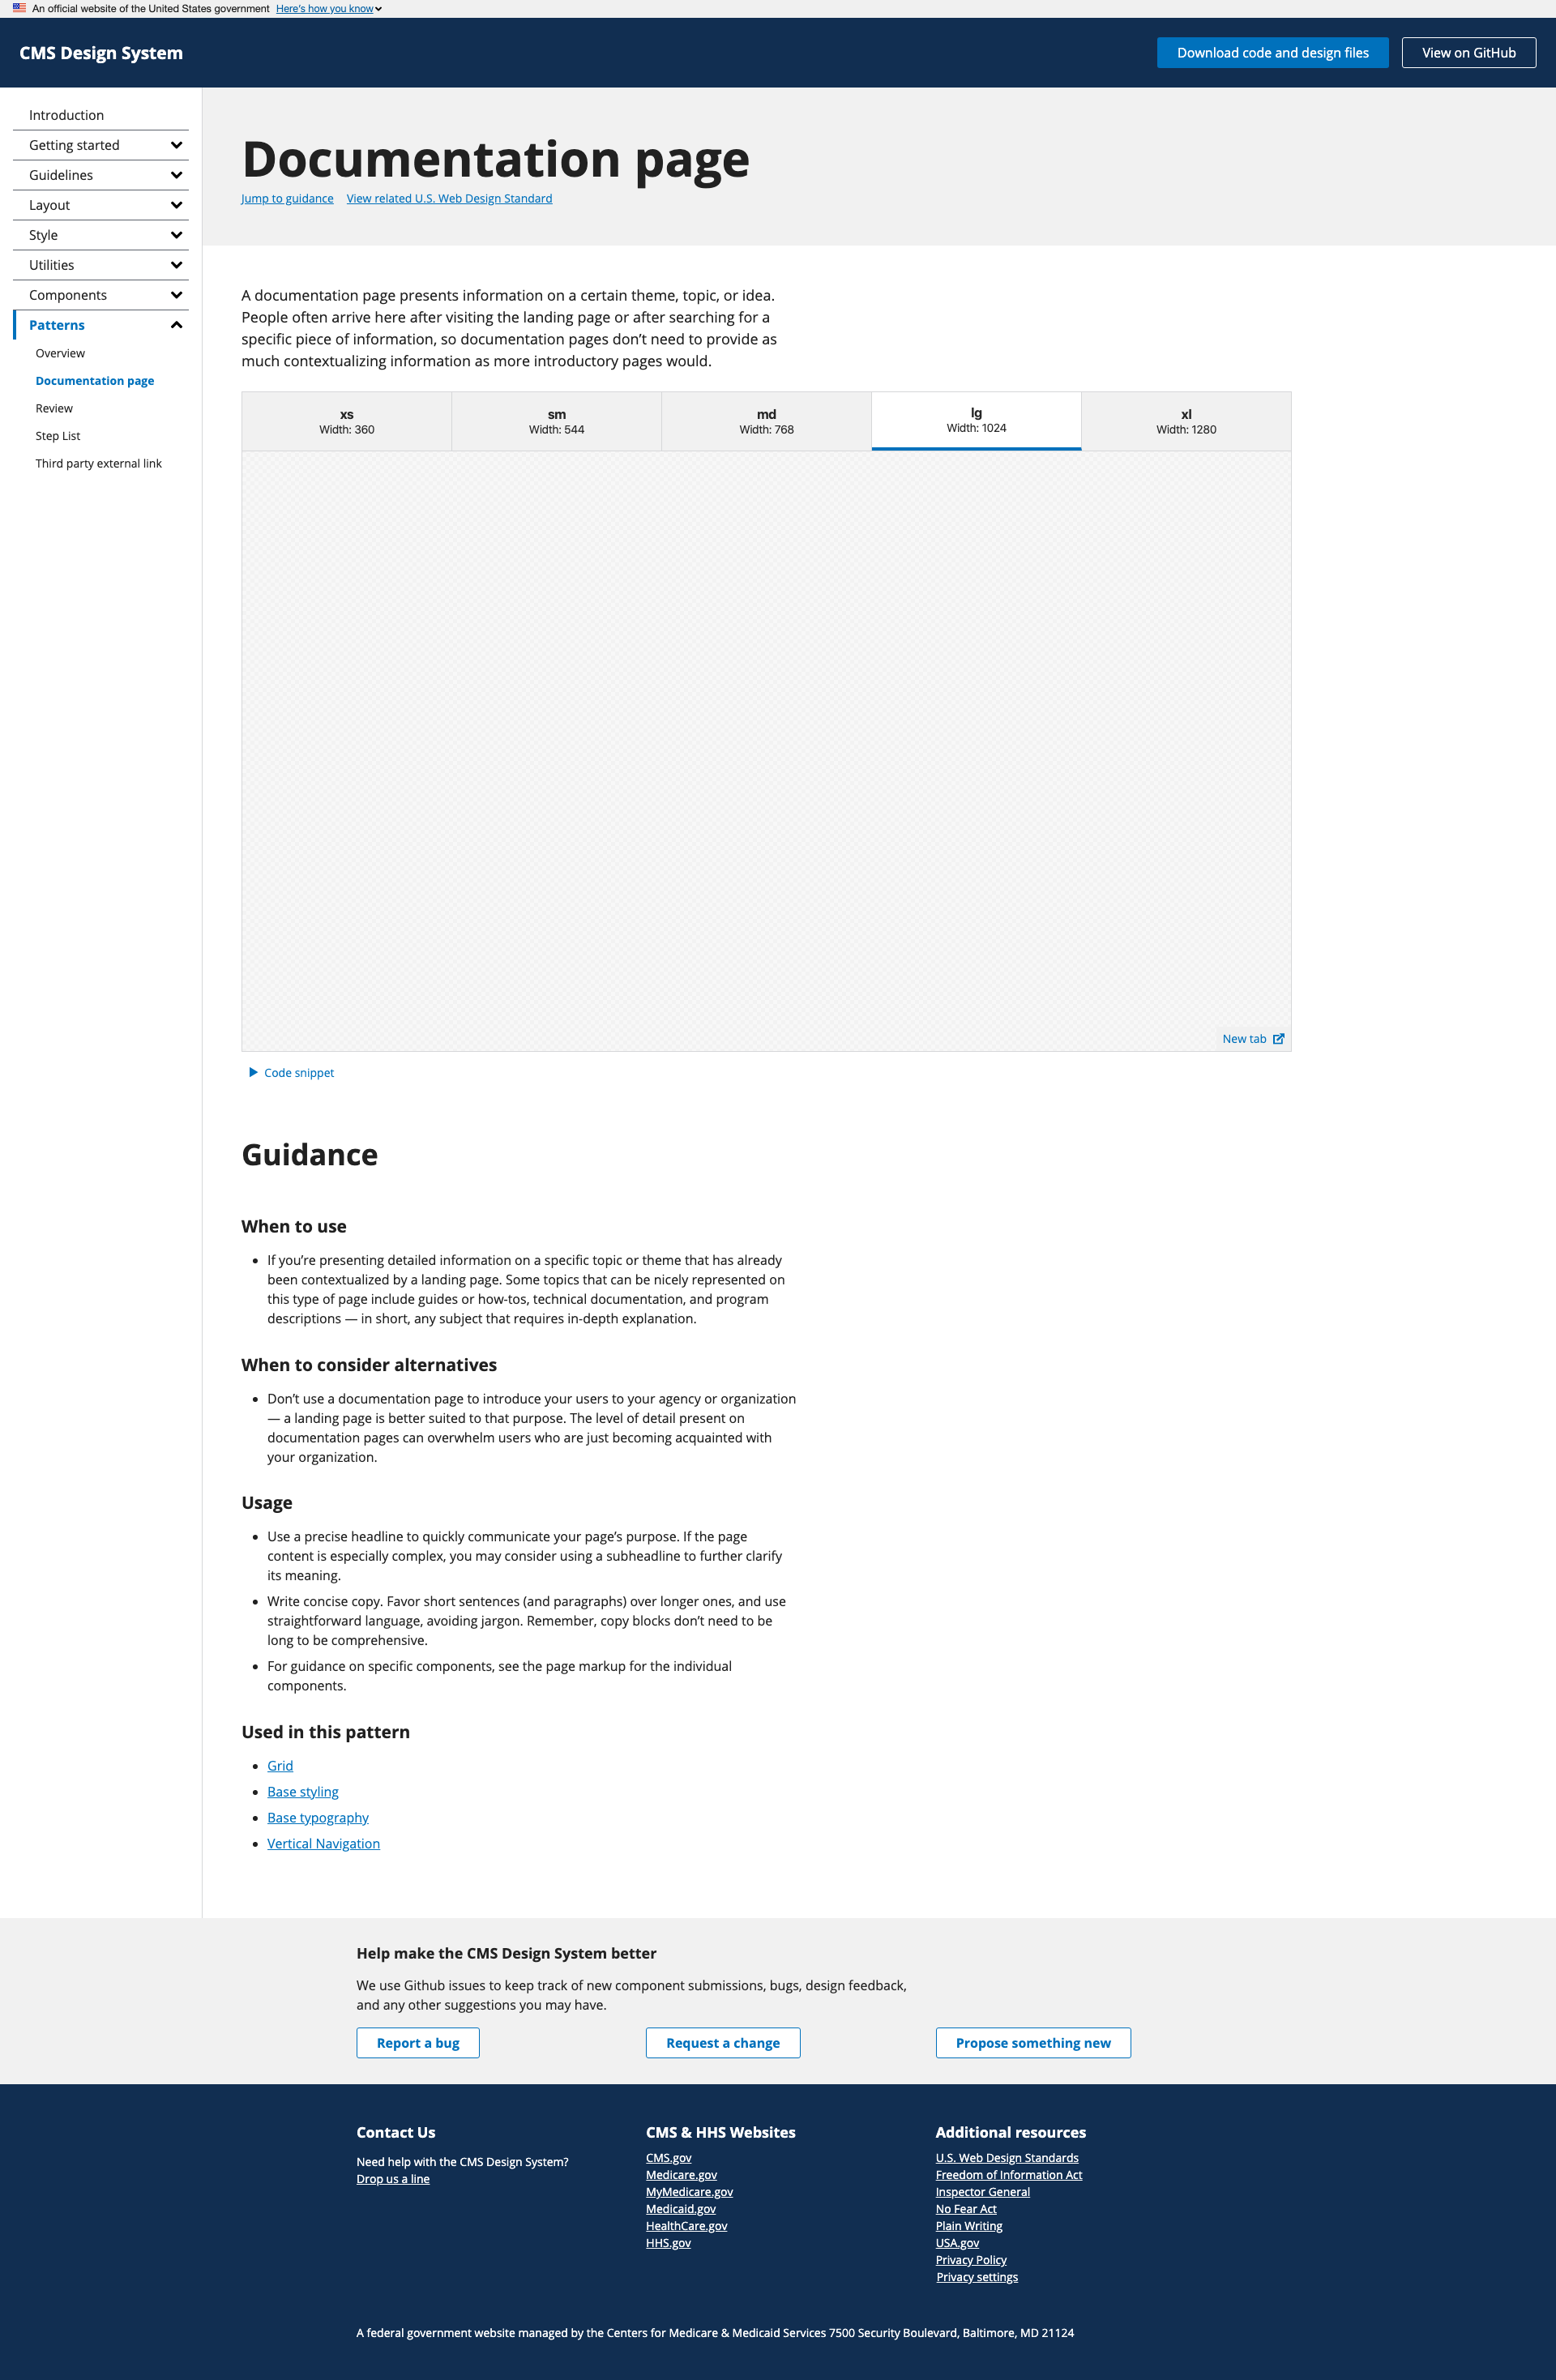 An official website of the United States government Here's how you know
CMS Design System
Download code and design files
View on GitHub
Introduction
Getting started
Guidelines
Layout
Style
Utilities
Components
Patterns
Overview
Documentation page
Review
Step List
Third party external link
Documentation page
Jump to guidance View related U.S. Web Design Standard
A documentation page presents information on a certain theme, topic, or idea.
People often arrive here after visiting the landing page or after searching for a
specific piece of information, so documentation pages don’t need to provide as
much contextualizing information as more introductory pages would.
xs
Width: 360
sm
Width: 544
md
Width: 768
lg
Width: 1024
xl
Width: 1280
New tab
Code snippet
Guidance
When to use
If you’re presenting detailed information on a specific topic or theme that has already
been contextualized by a landing page. Some topics that can be nicely represented on
this type of page include guides or how-tos, technical documentation, and program
descriptions — in short, any subject that requires in-depth explanation.
When to consider alternatives
Don’t use a documentation page to introduce your users to your agency or organization
— a landing page is better suited to that purpose. The level of detail present on
documentation pages can overwhelm users who are just becoming acquainted with
your organization.
Usage
Use a precise headline to quickly communicate your page’s purpose. If the page
content is especially complex, you may consider using a subheadline to further clarify
its meaning.
Write concise copy. Favor short sentences (and paragraphs) over longer ones, and use
straightforward language, avoiding jargon. Remember, copy blocks don’t need to be
long to be comprehensive.
For guidance on specific components, see the page markup for the individual
components.
Used in this pattern
Grid
Base styling
Base typography
Vertical Navigation
Help make the CMS Design System better
We use Github issues to keep track of new component submissions, bugs, design feedback,
and any other suggestions you may have.
Report a bug
Request a change
Propose something new
Contact Us
Need help with the CMS Design System?
Drop us a line
CMS & HHS Websites
CMS.gov
Medicare.gov
MyMedicare.gov
Medicaid.gov
HealthCare.gov
HHS.gov
Additional resources
U.S. Web Design Standards
Freedom of Information Act
Inspector General
No Fear Act
Plain Writing
USA.gov
Privacy Policy
Privacy settings
A federal government website managed by the Centers for Medicare & Medicaid Services 7500 Security Boulevard, Baltimore, MD 21124